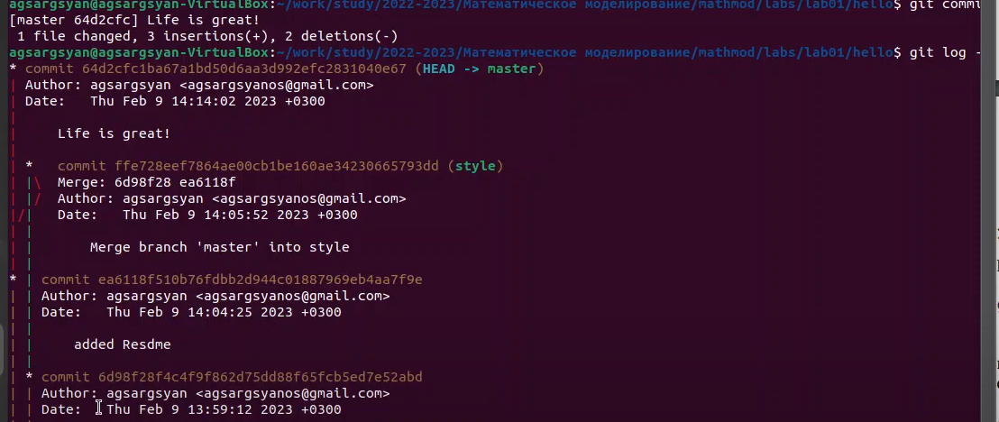 agsargsyan@agsargsyan-VirtualBox:~/work/study/2022-2023/Математическое моделирование/mathmod/labs/lab01/hello$ git commi
[master 64d2cfc] Life is great!
1 file changed, 3 insertions(+), 2 deletions(-)
agsargsyan@agsargsyan-VirtualBox:~/work/study/2022-2023/Математическое моделирование/mathmod/labs/lab01/hello$ git log -
* commit 64d2cfc1ba67a1bd50d6aa3d992efc2831040e67 (HEAD -> master)
| Author: agsargsyan <agsargsyanos@gmail.com>
| Date:   Thu Feb 9 14:14:02 2023 +0300
|
|     Life is great!
|
| *   commit ffe728eef7864ae00cb1be160ae34230665793dd (style)
| |\  Merge: 6d98f28 ea6118f
| |/  Author: agsargsyan <agsargsyanos@gmail.com>
|/|   Date:   Thu Feb 9 14:05:52 2023 +0300
| |
| |       Merge branch 'master' into style
| |
* | commit ea6118f510b76fdbb2d944c01887969eb4aa7f9e
| | Author: agsargsyan <agsargsyanos@gmail.com>
| | Date:   Thu Feb 9 14:04:25 2023 +0300
| |
| |     added Resdme
| |
| * commit 6d98f28f4c4f9f862d75dd88f65fcb5ed7e52abd
| | Author: agsargsyan <agsargsyanos@gmail.com>
| | Date:   Thu Feb 9 13:59:12 2023 +0300